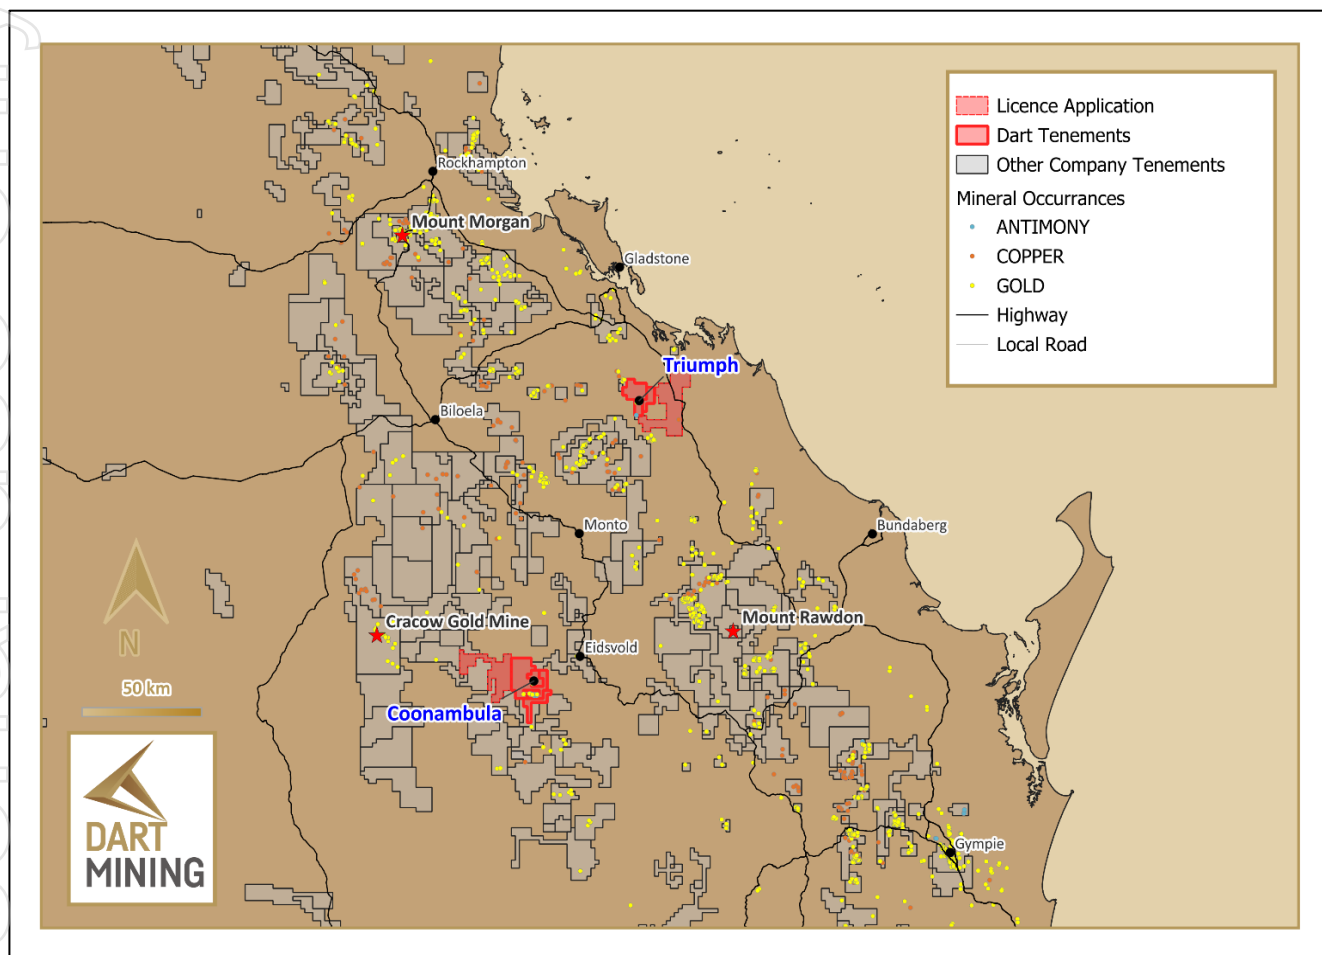 Licence Application
Dart Tenements
Other Company Tenements
Mineral Occurrances
ANTIMONY
COPPER
GOLD
Highway
Local Road
Rockhampton
Mount Morgan
Gladstone
Triumph
Biloela
Monto
Bundaberg
Cracow Gold Mine
Mount Rawdon
Eidsvold
N
50 km
Coonambula
DART
MINING
Gympie